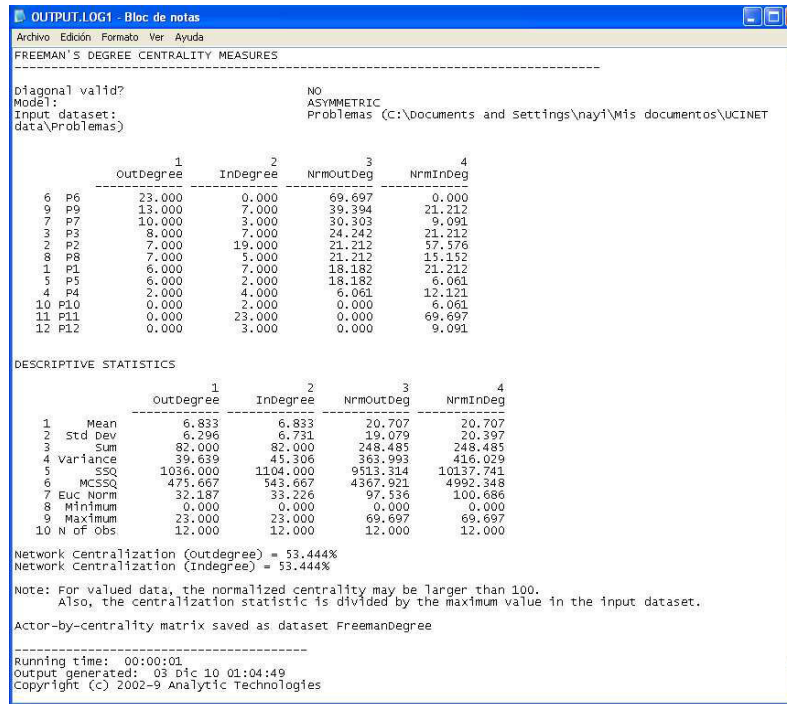 OUTPUT.LOG1 - Bloc de notas
Archivo Edición Formato Ver Ayuda
FREEMAN'S DEGREE CENTRALITY MEASURES
--------------------------------------------------------------------------------
Diagonal valid? NO
Model: ASYMMETRIC
Input dataset: Problemas (C:\Documents and Settings\nayi\Mis documentos\UCINET
data\Problemas)
1 2 3 4
OutDegree InDegree NrmOutDeg NrmInDeg
------------ ------------ ------------ ------------
6 P6 23.000 0.000 69.697 0.000
9 P9 13.000 7.000 39.394 21.212
7 P7 10.000 3.000 30.303 9.091
3 P3 8.000 7.000 24.242 21.212
2 P2 7.000 19.000 21.212 57.576
8 P8 7.000 5.000 21.212 15.152
1 P1 6.000 7.000 18.182 21.212
5 P5 6.000 2.000 18.182 6.061
4 P4 2.000 4.000 6.061 12.121
10 P10 0.000 2.000 0.000 6.061
11 P11 0.000 23.000 0.000 69.697
12 P12 0.000 3.000 0.000 9.091
DESCRIPTIVE STATISTICS
1 2 3 4
OutDegree InDegree NrmOutDeg NrmInDeg
------------ ------------ ------------ ------------
1 Mean 6.833 6.833 20.707 20.707
2 Std Dev 6.296 6.731 19.079 20.397
3 Sum 82.000 82.000 248.485 248.485
4 Variance 39.639 45.306 363.993 416.029
5 SSQ 1036.000 1104.000 9513.314 10137.741
6 MCSSQ 475.667 543.667 4367.921 4992.348
7 Euc Norm 32.187 33.226 97.536 100.686
8 Minimum 0.000 0.000 0.000 0.000
9 Maximum 23.000 23.000 69.697 69.697
10 N of Obs 12.000 12.000 12.000 12.000
Network Centralization (Outdegree) = 53.444%
Network Centralization (Indegree) = 53.444%
Note: For valued data, the normalized centrality may be larger than 100.
Also, the centralization statistic is divided by the maximum value in the input dataset.
Actor-by-centrality matrix saved as dataset FreemanDegree
----------------------------------------
Running time: 00:00:01
Output generated: 03 Dic 10 01:04:49
Copyright (c) 2002-9 Analytic Technologies